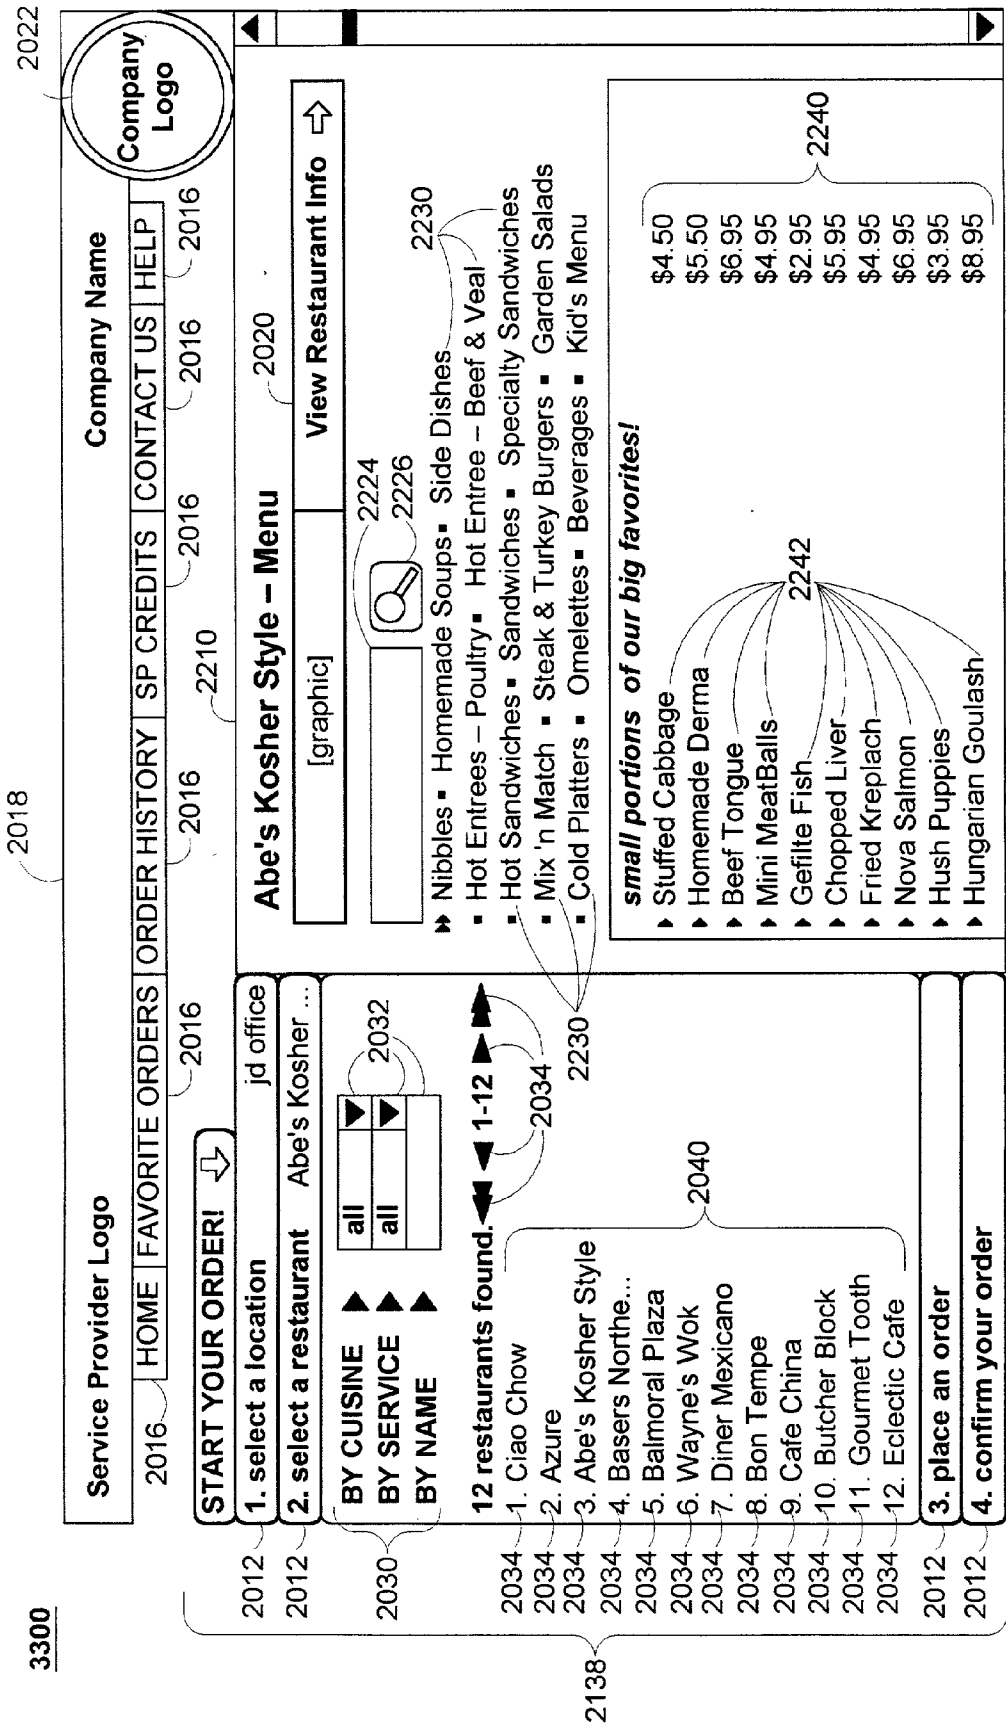 3300
2018
2022
Service Provider Logo
Company Name
Company Logo
HOME FAVORITE ORDERS ORDER HISTORY SP CREDITS CONTACT US HELP
2016 2016 2016 2016 2016 2016
2210
2020
START YOUR ORDER!
2012 1. select a location jd office
2012 2. select a restaurant Abe's Kosher ...
2030
BY CUISINE all
BY SERVICE all
BY NAME
2032
12 restaurants found. 1-12
2034
2040
2034 1. Ciao Chow
2034 2. Azure
2034 3. Abe's Kosher Style
2034 4. Basers Northe...
2034 5. Balmoral Plaza
2034 6. Wayne's Wok
2034 7. Diner Mexicano
2034 8. Bon Tempe
2034 9. Cafe China
2034 10. Butcher Block
2034 11. Gourmet Tooth
2034 12. Eclectic Cafe
2012 3. place an order
2012 4. confirm your order
2138
Abe's Kosher Style – Menu
[graphic] View Restaurant Info
2224
2226
2230
Nibbles ▪ Homemade Soups ▪ Side Dishes
▪ Hot Entrees – Poultry ▪ Hot Entree – Beef & Veal
▪ Hot Sandwiches ▪ Sandwiches ▪ Specialty Sandwiches
▪ Mix 'n Match ▪ Steak & Turkey Burgers ▪ Garden Salads
▪ Cold Platters ▪ Omelettes ▪ Beverages ▪ Kid's Menu
2230
small portions of our big favorites!
Stuffed Cabbage $4.50
Homemade Derma $5.50
Beef Tongue $6.95
Mini MeatBalls $4.95
Gefilte Fish $2.95
Chopped Liver $5.95
Fried Kreplach $4.95
Nova Salmon $6.95
Hush Puppies $3.95
Hungarian Goulash $8.95
2242
2240